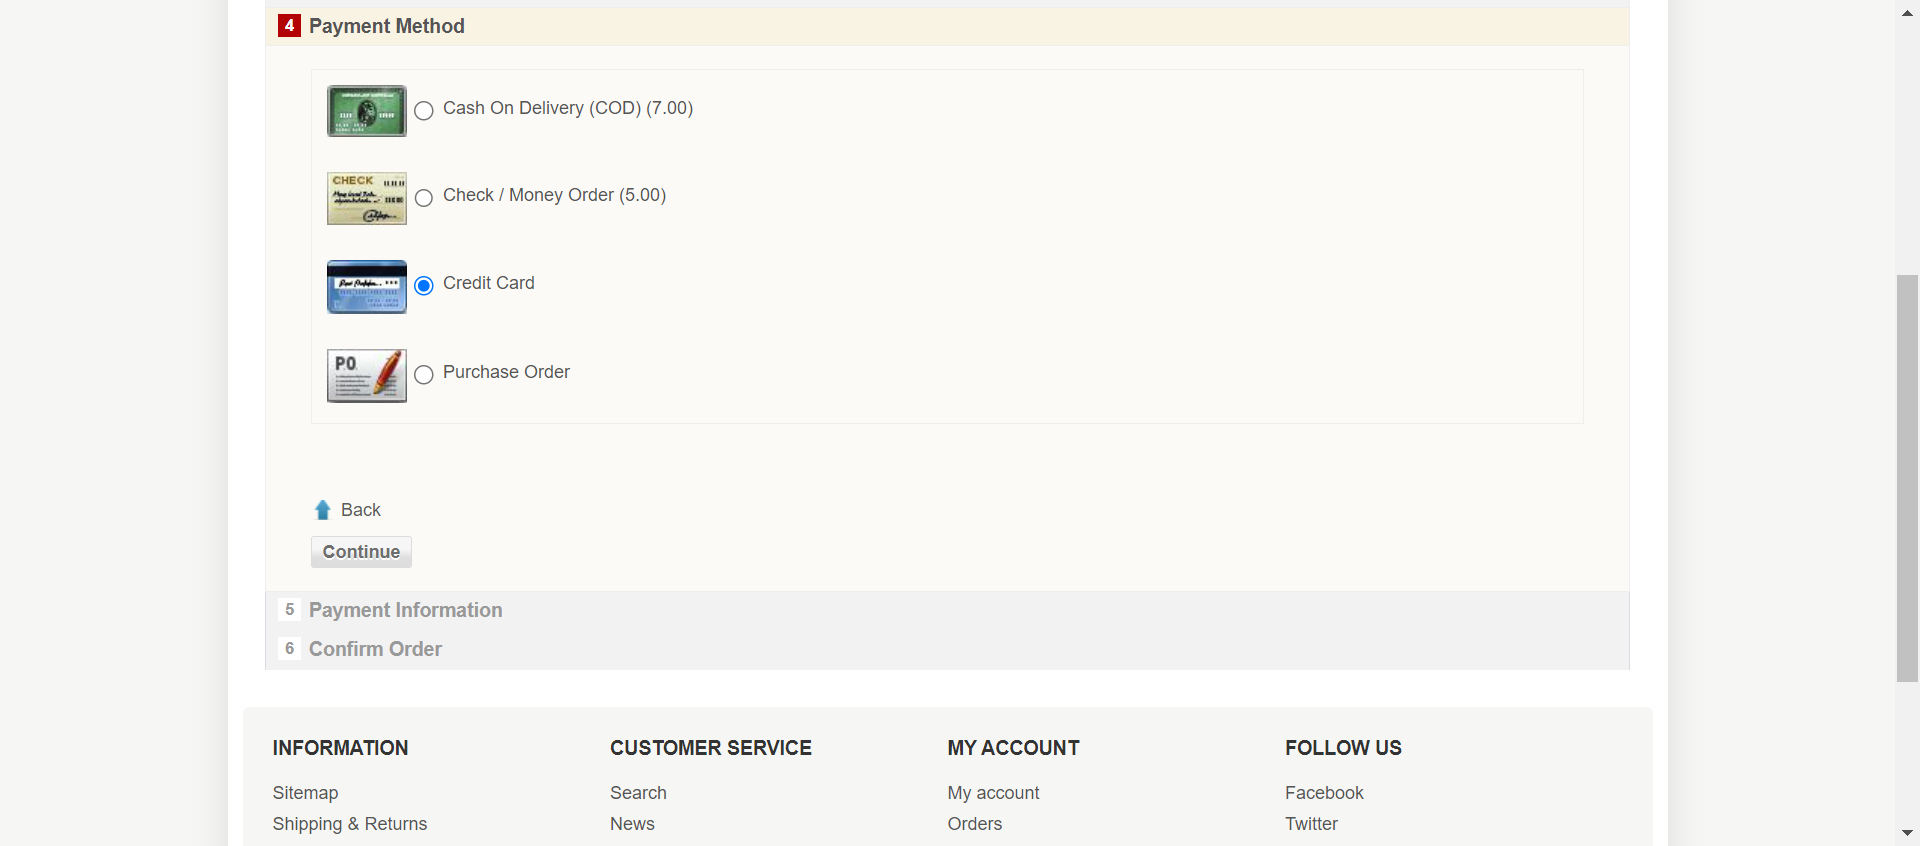 4 Payment Method
Cash On Delivery (COD) (7.00)
CHECK
Check / Money Order (5.00)
Credit Card
P.O.
Purchase Order
Back
Continue
5 Payment Information
6 Confirm Order
INFORMATION
Sitemap
Shipping & Returns
CUSTOMER SERVICE
Search
News
MY ACCOUNT
My account
Orders
FOLLOW US
Facebook
Twitter